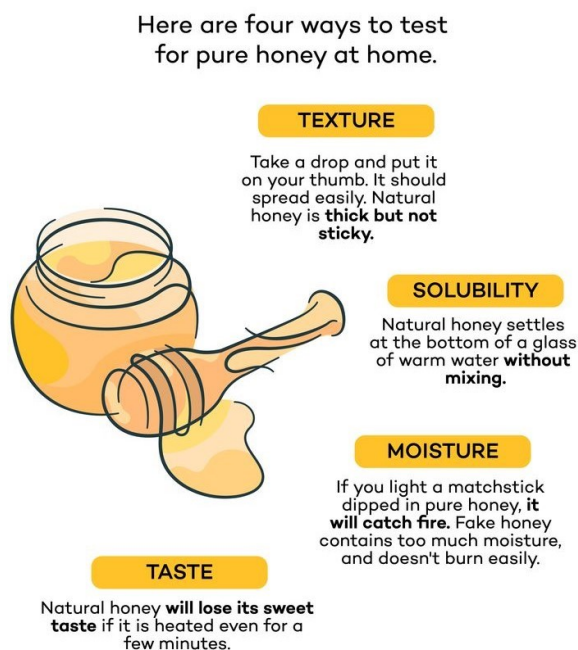 Here are four ways to test
for pure honey at home.
TEXTURE
Take a drop and put it
on your thumb. It should
spread easily. Natural
honey is thick but not
sticky.
SOLUBILITY
Natural honey settles
at the bottom of a glass
of warm water without
mixing.
MOISTURE
If you light a matchstick
dipped in pure honey, it
will catch fire. Fake honey
contains too much moisture,
and doesn't burn easily.
TASTE
Natural honey will lose its sweet
taste if it is heated even for a
few minutes.